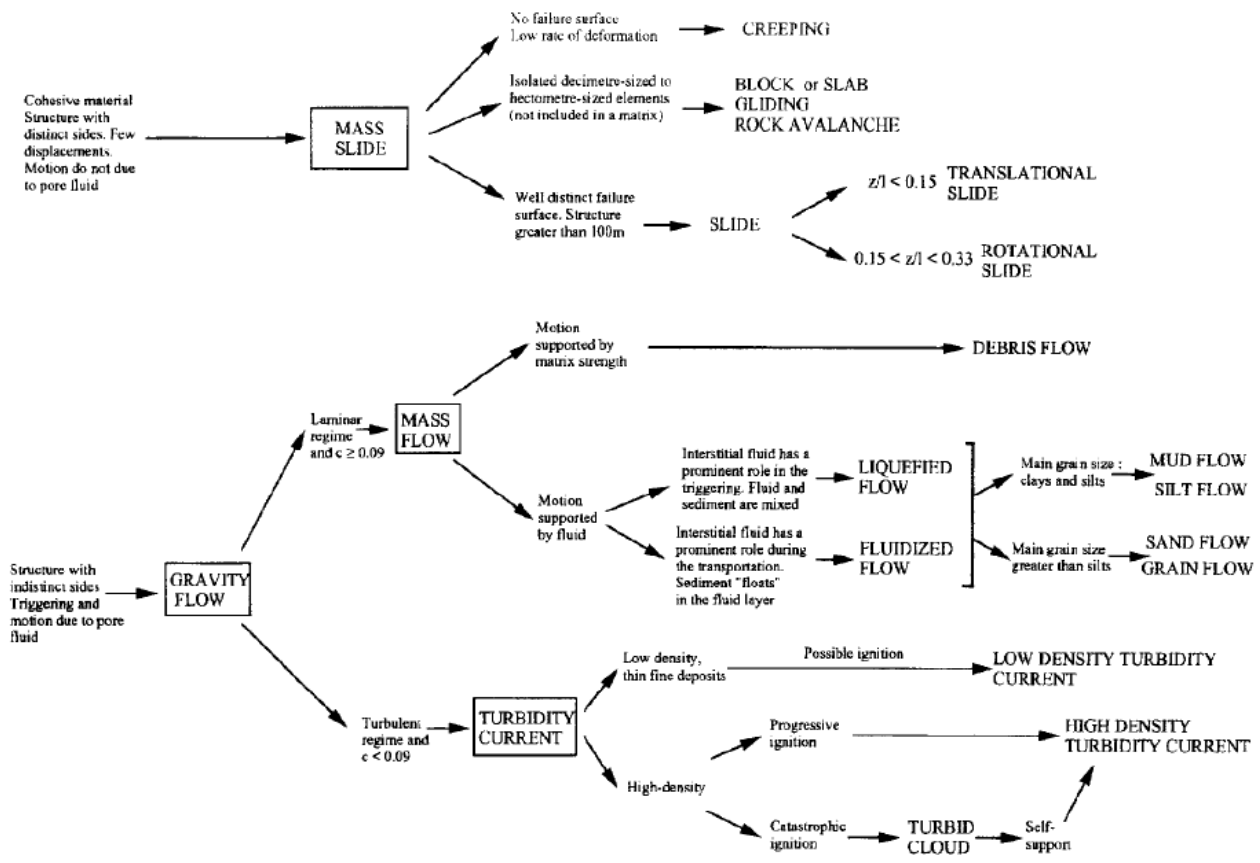 No failure surface
Low rate of deformation
CREEPING
Cohesive material
Structure with
distinct sides. Few
displacements.
Motion do not due
to pore fluid
MASS
SLIDE
Isolated decimetre-sized to
hectometre-sized elements
(not included in a matrix)
BLOCK or SLAB
GLIDING
ROCK AVALANCHE
Well distinct failure
surface. Structure
greater than 100m
SLIDE
z/l < 0.15 TRANSLATIONAL
SLIDE
0.15 < z/l < 0.33 ROTATIONAL
SLIDE
Structure with
indistinct sides
Triggering and
motion due to pore
fluid
GRAVITY
FLOW
Laminar
regime
and c ≥ 0.09
MASS
FLOW
Motion
supported by
matrix strength
DEBRIS FLOW
Motion
supported
by fluid
Interstitial fluid has a
prominent role in the
triggering. Fluid and
sediment are mixed
LIQUEFIED
FLOW
Interstitial fluid has a
prominent role during
the transportation.
Sediment "floats"
in the fluid layer
FLUIDIZED
FLOW
Main grain size :
clays and silts
MUD FLOW
SILT FLOW
Main grain size
greater than silts
SAND FLOW
GRAIN FLOW
Turbulent
regime and
c < 0.09
TURBIDITY
CURRENT
Low density,
thin fine deposits
Possible ignition
LOW DENSITY TURBIDITY
CURRENT
High-density
Progressive
ignition
HIGH DENSITY
TURBIDITY CURRENT
Catastrophic
ignition
TURBID
CLOUD
Self-
support